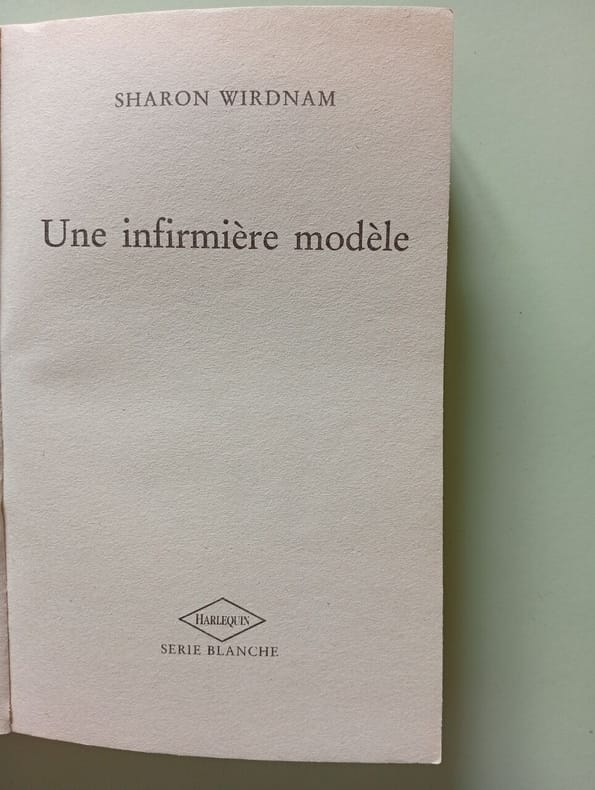 SHARON WIRDNAM
Une infirmière modèle
HARLEQUIN
SERIE BLANCHE